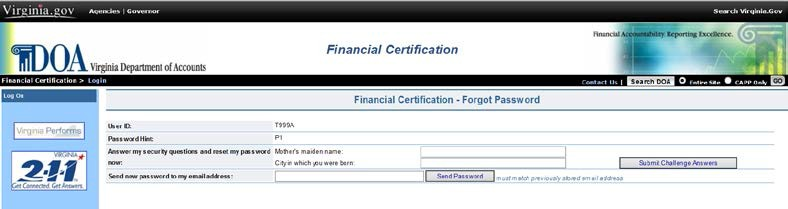 Virginia.gov Agencies | Governor Search Virginia.Gov
Financial Accountability Reporting Excellence.
DOA Virginia Department of Accounts
Financial Certification
Financial Certification > Login Contact Us | Search DOA Entire Site CAPP Only GO
Log On
Financial Certification - Forgot Password
User ID: T999A
Password Hint: P1
Answer my security questions and reset my password now: Mother's maiden name:
City in which you were born: Submit Challenge Answers
Send new password to my email address: Send Password must match previously stored email address
Virginia Performs
VIRGINIA
2-1-1
Get Connected. Get Answers.